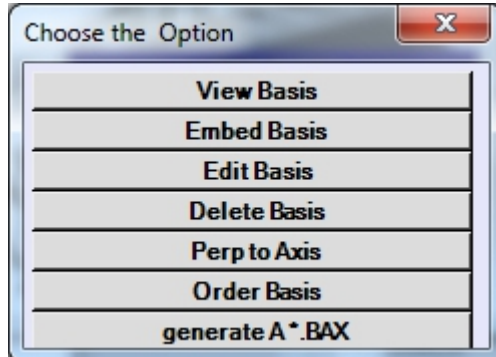 Choose the  Option
View Basis
Embed Basis
Edit Basis
Delete Basis
Perp to Axis
Order Basis
generate A *.BAX